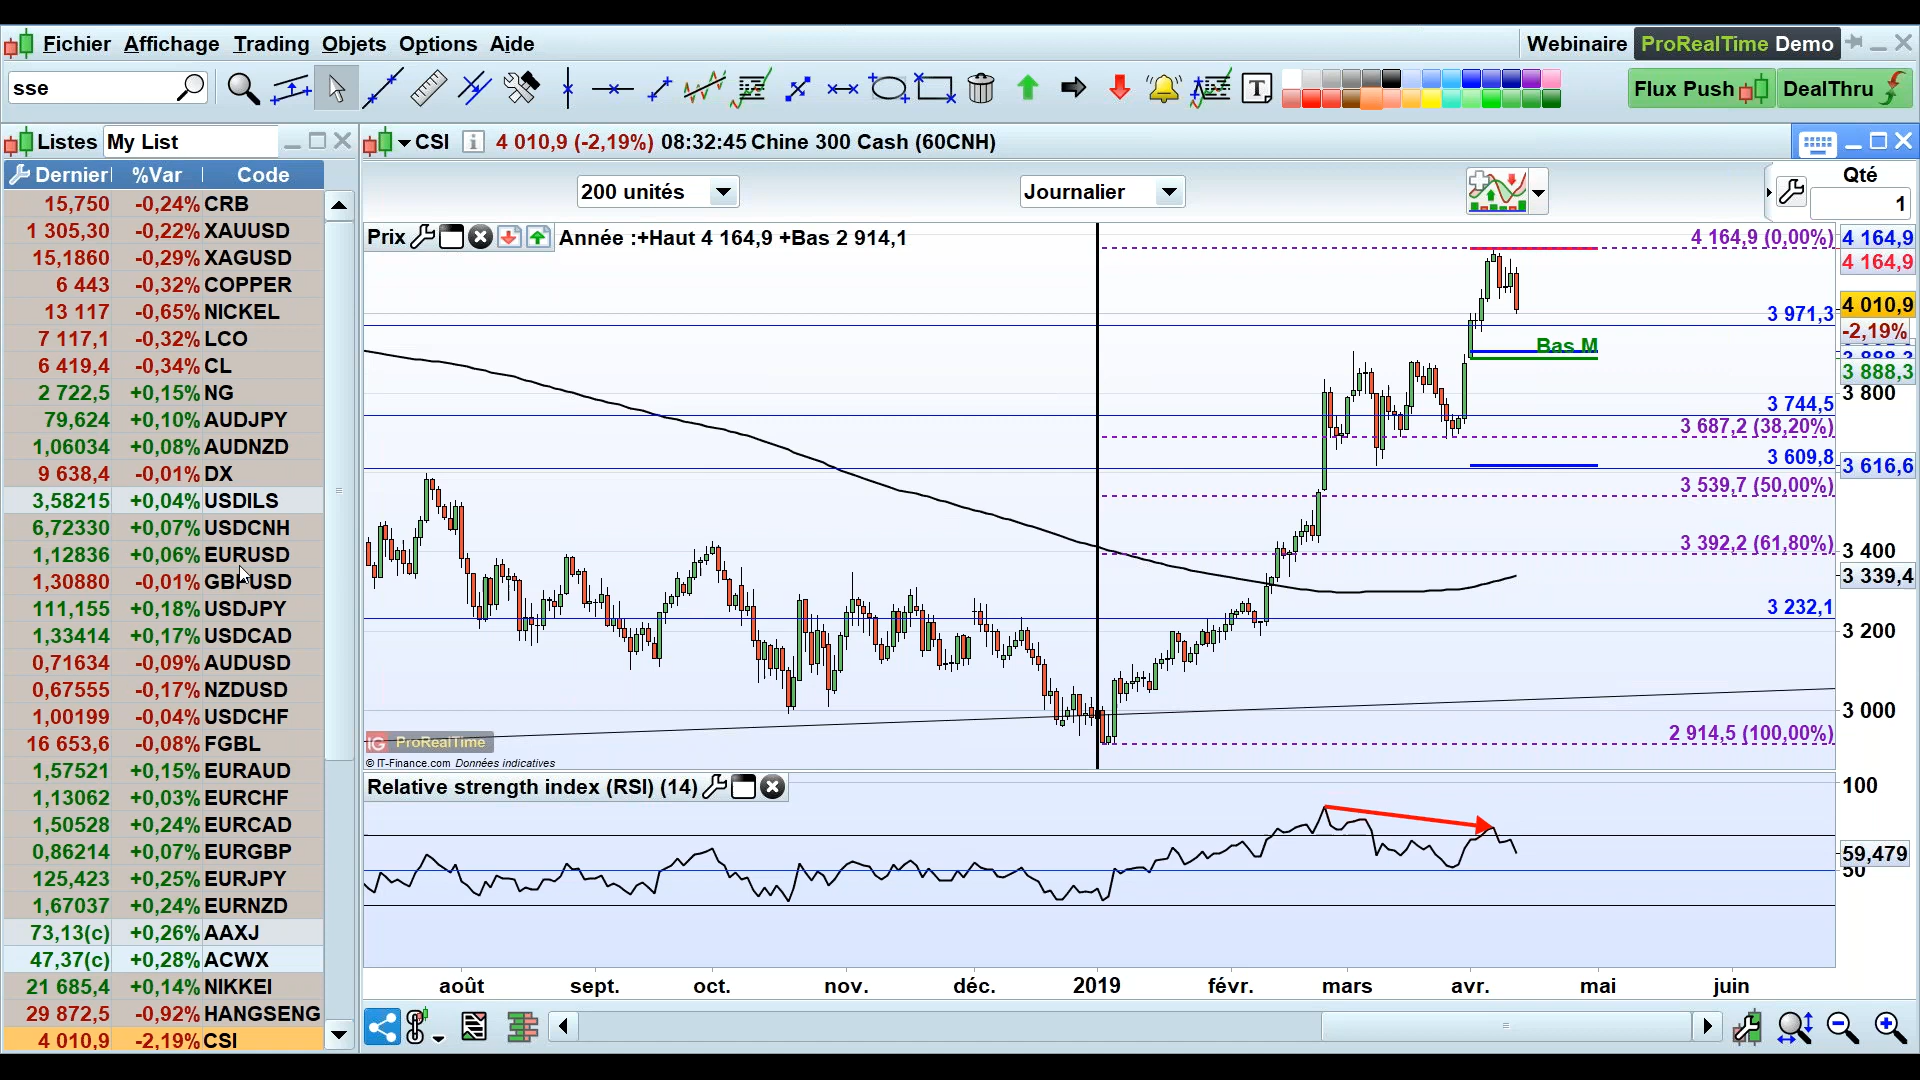 Fichier Affichage Trading Objets Options Aide
Webinaire ProRealTime Demo
sse
T
Flux Push DealThru
Listes My List
Dernier %Var Code
15,750 -0,24% CRB
1 305,30 -0,22% XAUUSD
15,1860 -0,29% XAGUSD
6 443 -0,32% COPPER
13 117 -0,65% NICKEL
7 117,1 -0,32% LCO
6 419,4 -0,34% CL
2 722,5 +0,15% NG
79,624 +0,10% AUDJPY
1,06034 +0,08% AUDNZD
9 638,4 -0,01% DX
3,58215 +0,04% USDILS
6,72330 +0,07% USDCNH
1,12836 +0,06% EURUSD
1,30880 -0,01% GBPUSD
111,155 +0,18% USDJPY
1,33414 +0,17% USDCAD
0,71634 -0,09% AUDUSD
0,67555 -0,17% NZDUSD
1,00199 -0,04% USDCHF
16 653,6 -0,08% FGBL
1,57521 +0,15% EURAUD
1,13062 +0,03% EURCHF
1,50528 +0,24% EURCAD
0,86214 +0,07% EURGBP
125,423 +0,25% EURJPY
1,67037 +0,24% EURNZD
73,13(c) +0,26% AAXJ
47,37(c) +0,28% ACWX
21 685,4 +0,14% NIKKEI
29 872,5 -0,92% HANGSENG
4 010,9 -2,19% CSI
CSI i 4 010,9 (-2,19%) 08:32:45 Chine 300 Cash (60CNH)
200 unités
Journalier
Qté
1
Prix Année :+Haut 4 164,9 +Bas 2 914,1
4 164,9 (0,00%)
3 971,3
Bas M
3 744,5
3 687,2 (38,20%)
3 609,8
3 539,7 (50,00%)
3 392,2 (61,80%)
3 232,1
2 914,5 (100,00%)
4 164,9
4 164,9
4 010,9
-2,19%
3 888,3
3 800
3 616,6
3 400
3 339,4
3 200
3 000
IG ProRealTime
© IT-Finance.com Données indicatives
Relative strength index (RSI) (14)
100
59,479
50
août sept. oct. nov. déc. 2019 févr. mars avr. mai juin